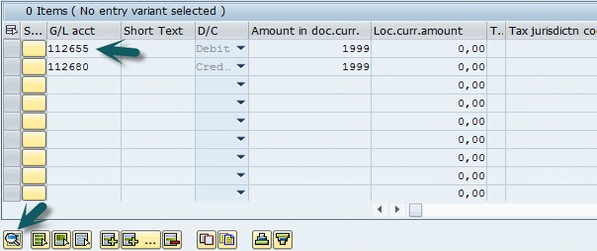 0 Items ( No entry variant selected )
S... G/L acct Short Text D/C Amount in doc.curr. Loc.curr.amount T.. Tax jurisdictn co
112655 Debit 1999 0,00
112680 Cred... 1999 0,00
0,00
0,00
0,00
0,00
0,00
0,00
0,00
...